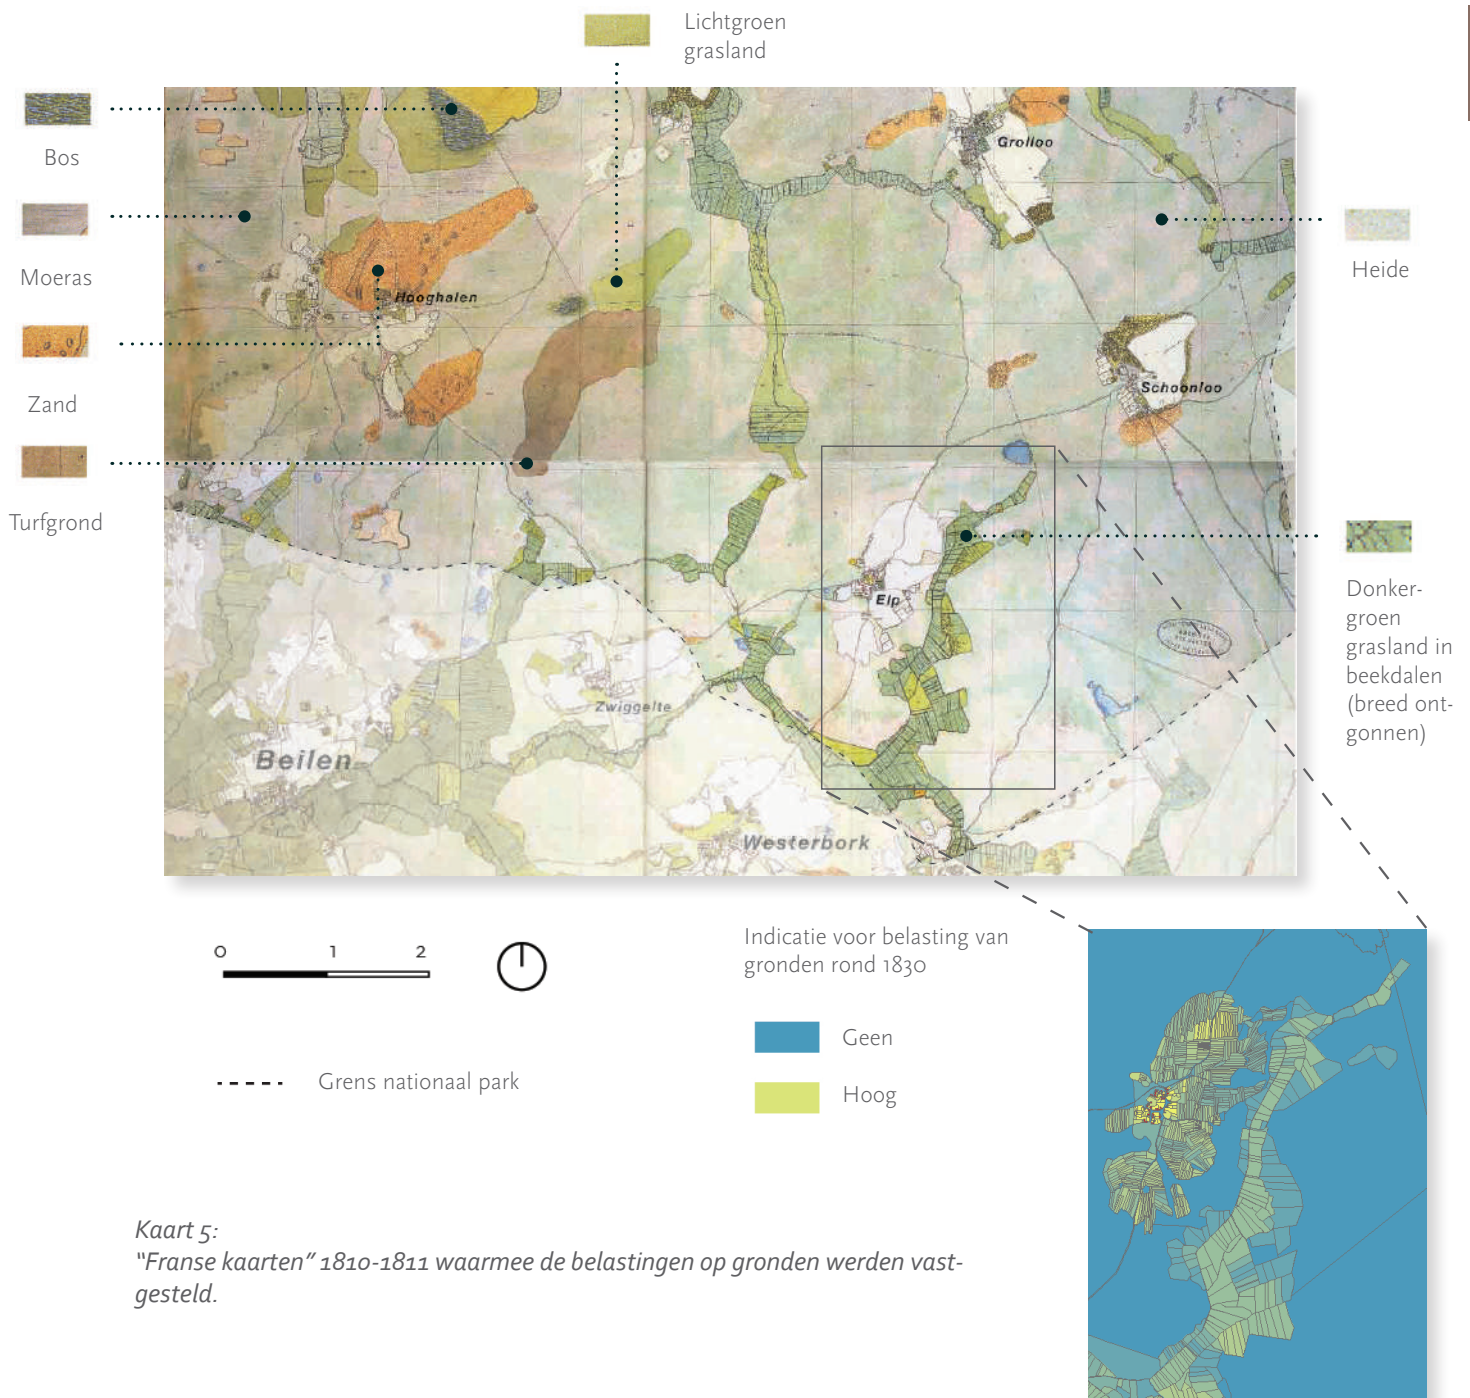 Lichtgroen
grasland
Bos
Moeras
Zand
Turfgrond
Heide
Donker-
groen
grasland in
beekdalen
(breed ont-
gonnen)
Grolloo
Hooghalen
Schoonloo
Elp
Zwiggelte
Beilen
Westerbork
0 1 2
Grens nationaal park
Indicatie voor belasting van
gronden rond 1830
Geen
Hoog
Kaart 5:
“Franse kaarten” 1810-1811 waarmee de belastingen op gronden werden vast-
gesteld.